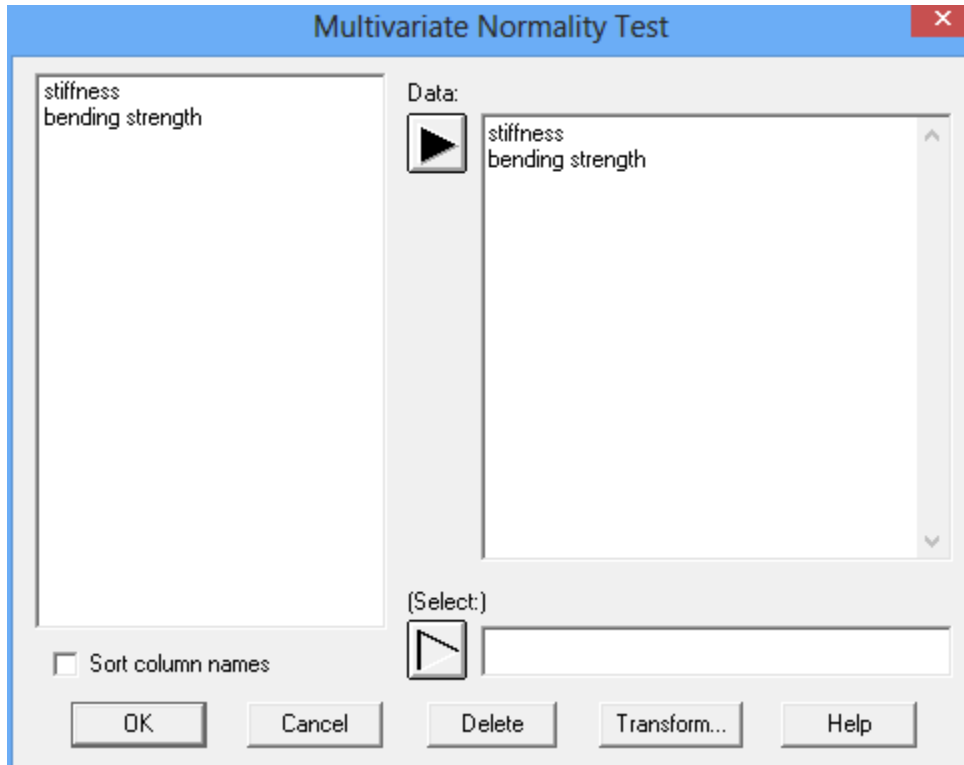 Multivariate Normality Test
stiffness
bending strength
Data:
stiffness
bending strength
(Select:)
Sort column names
OK
Cancel
Delete
Transform...
Help